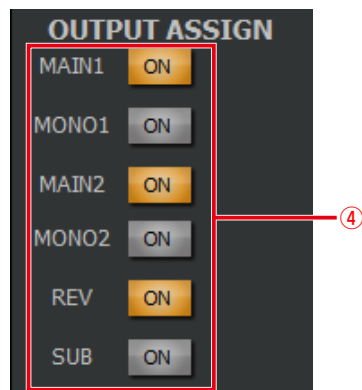 OUTPUT ASSIGN
MAIN1 ON
MONO1 ON
MAIN2 ON
④
MONO2 ON
REV ON
SUB ON